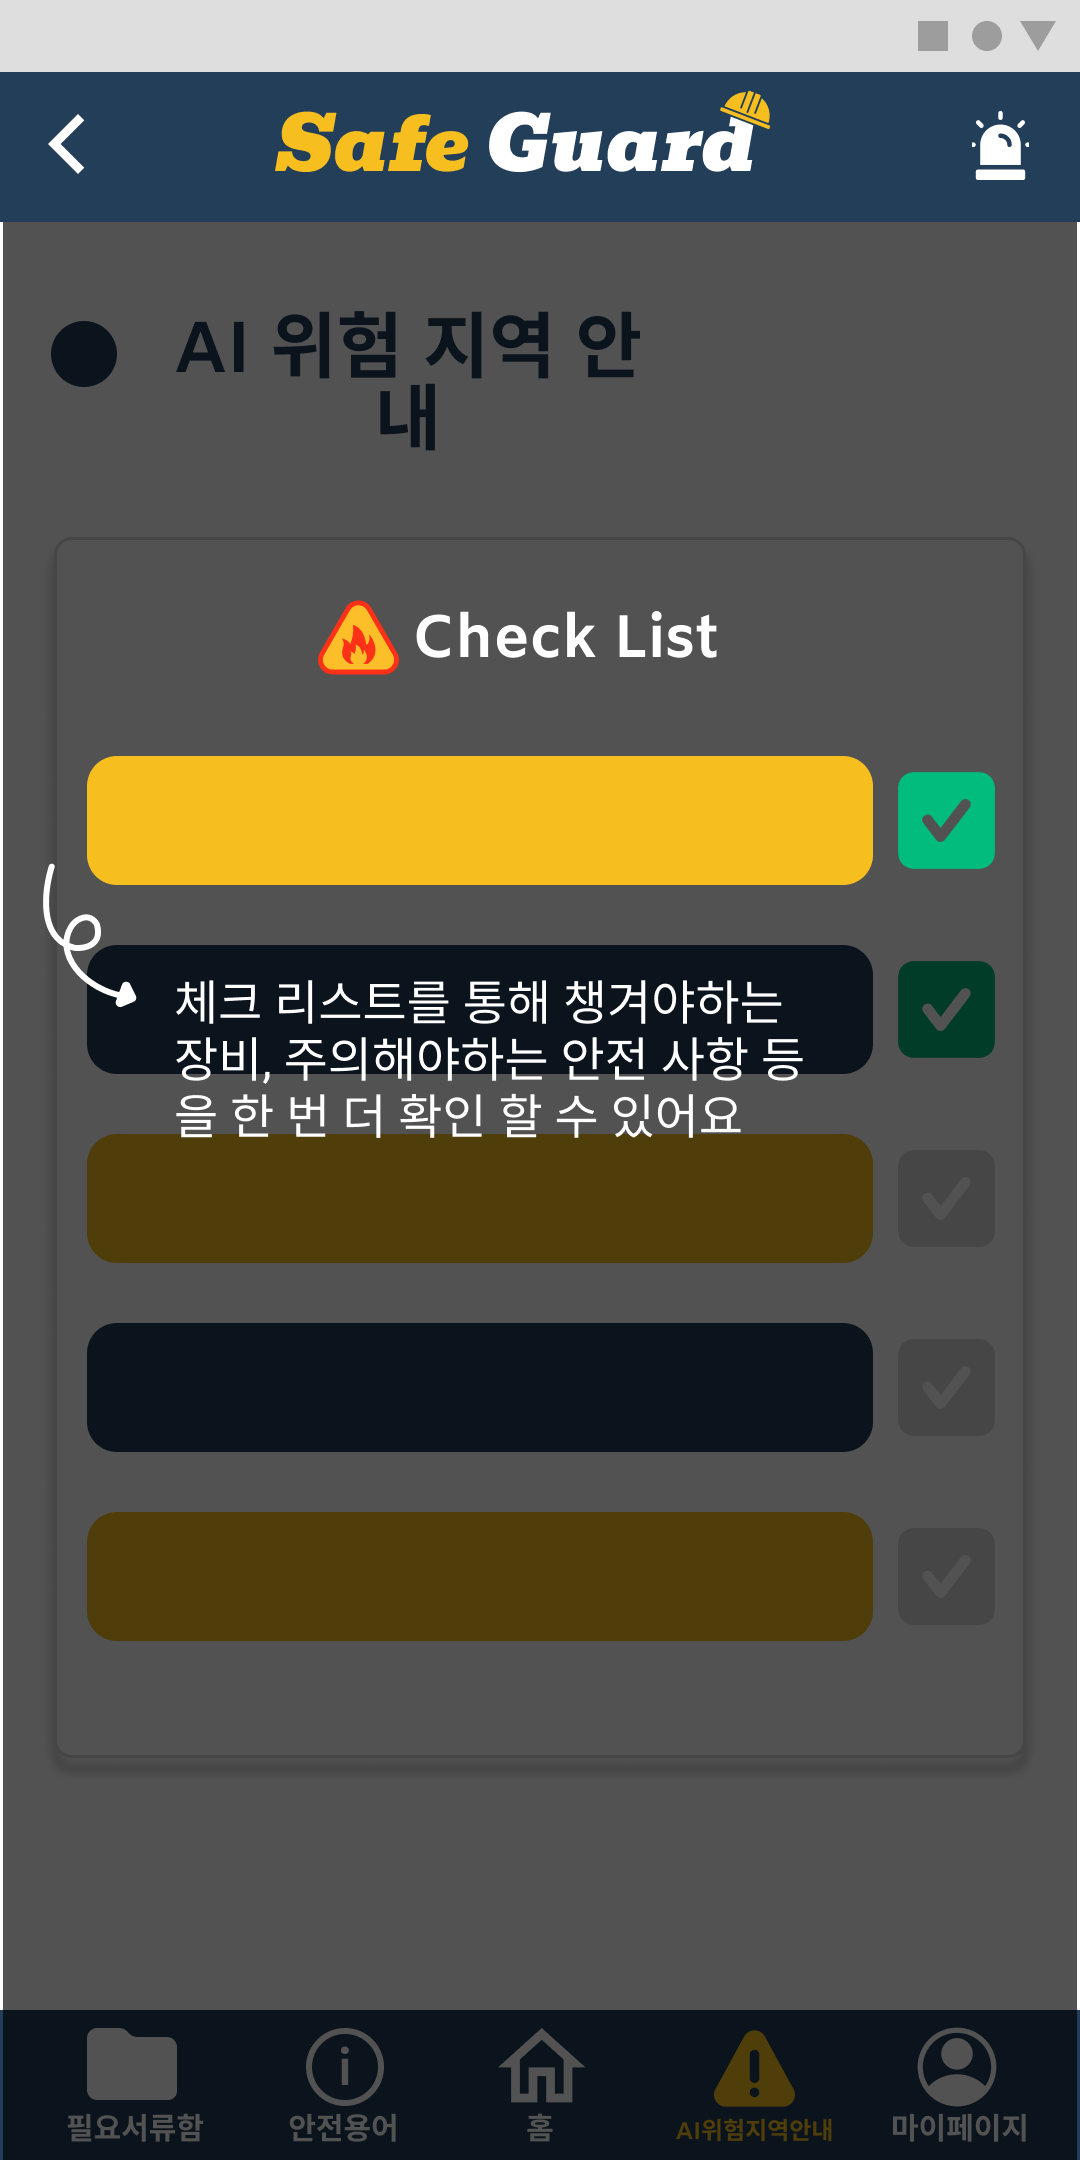 Safe Guard
AI 위험 지역 안
내
Check List
체크 리스트를 통해 챙겨야하는
장비, 주의해야하는 안전 사항 등
을 한 번 더 확인 할 수 있어요
필요서류함
안전용어
홈
AI위험지역안내
마이페이지